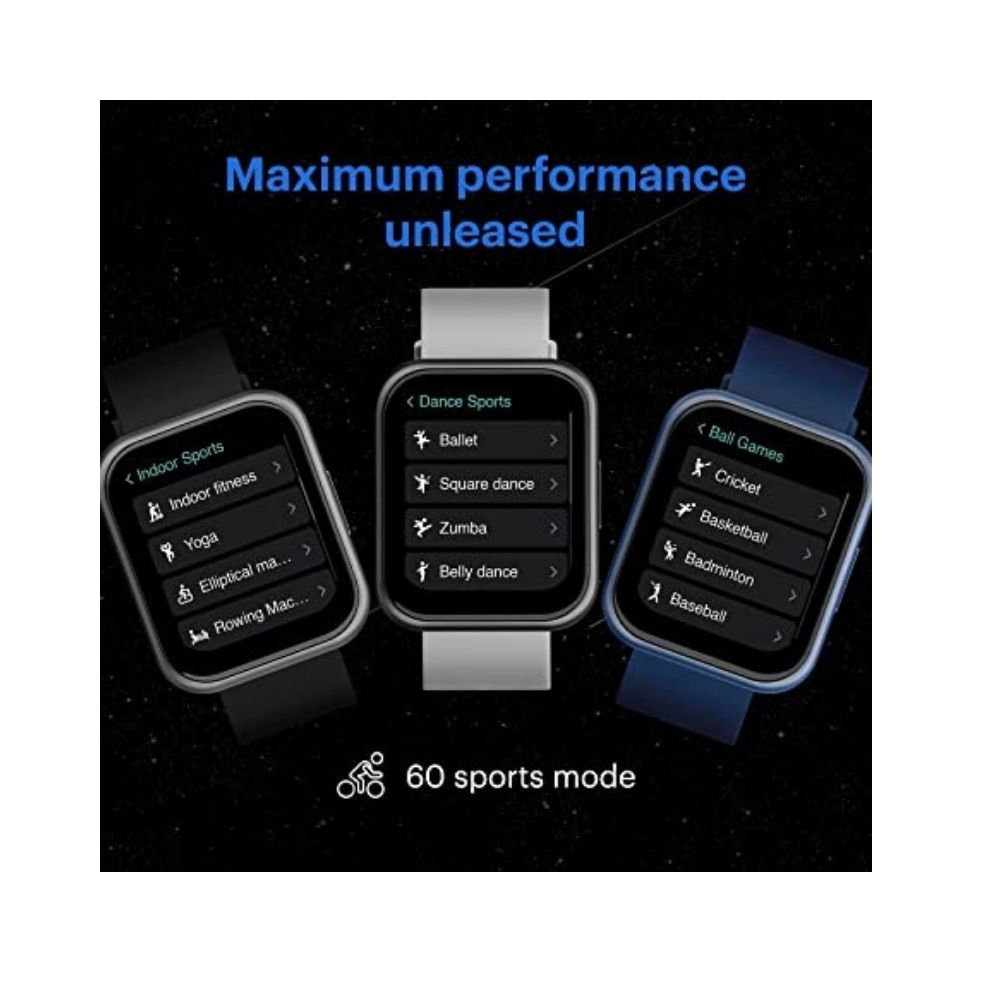 Maximum performance
unleased
< Indoor Sports
Indoor fitness >
Yoga >
Elliptical ma... >
Rowing Mac... >
< Dance Sports
Ballet >
Square dance >
Zumba >
Belly dance >
< Ball Games
Cricket >
Basketball >
Badminton >
Baseball >
60 sports mode